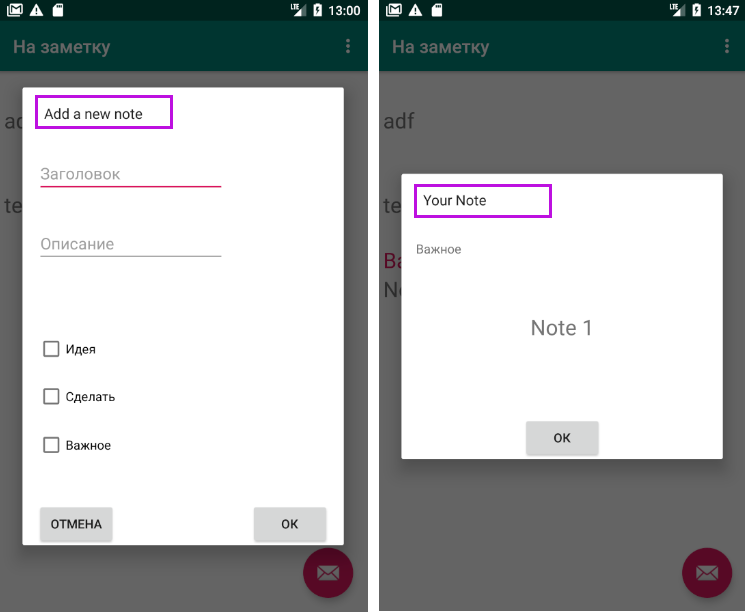 LTE 13:00
На заметку
ad
Add a new note
Заголовок
te
Описание
Идея
Сделать
Важное
ОТМЕНА
ОК
LTE 13:47
На заметку
adf
Your Note
te
Важное
Ва
No
Note 1
ОК